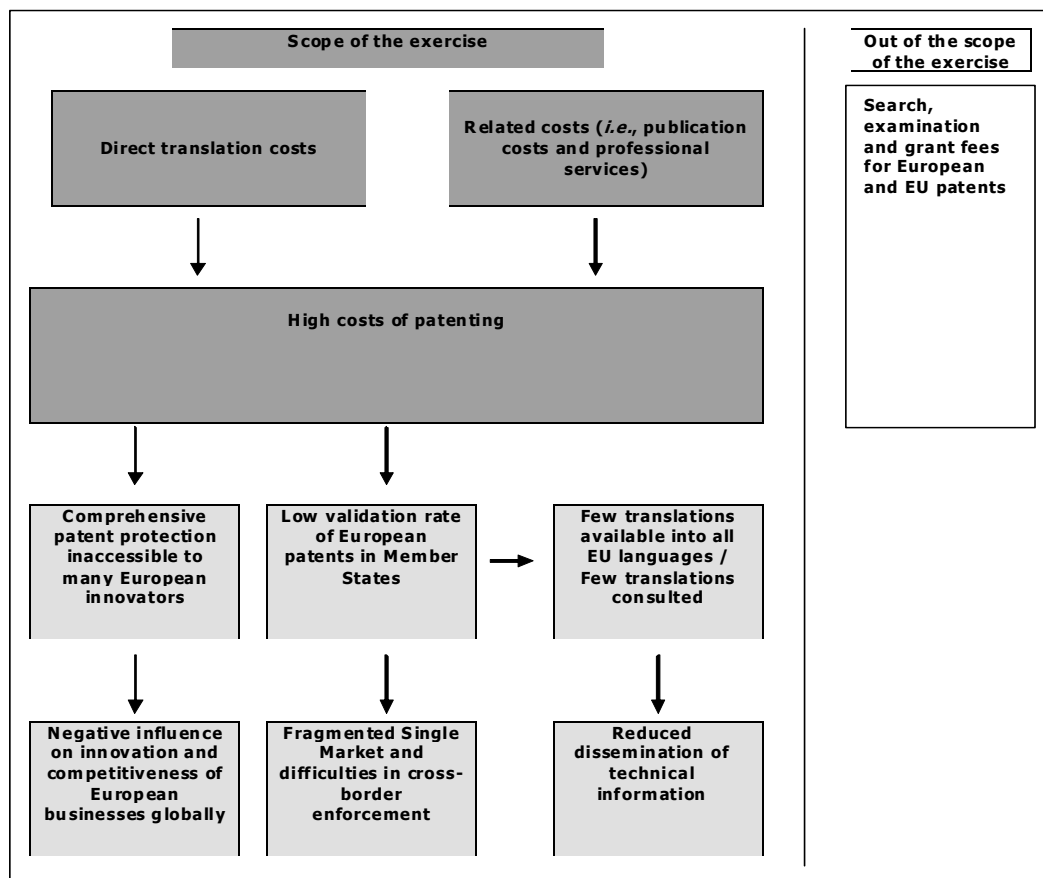 Scope of the exercise
Out of the scope
of the exercise
Direct translation costs
Related costs (i.e., publication
costs and professional
services)
Search,
examination
and grant fees
for European
and EU patents
High costs of patenting
Comprehensive
patent protection
inaccessible to
many European
innovators
Low validation rate
of European
patents in Member
States
Few translations
available into all
EU languages /
Few translations
consulted
Negative influence
on innovation and
competitiveness of
European
businesses globally
Fragmented Single
Market and
difficulties in cross-
border
enforcement
Reduced
dissemination of
technical
information